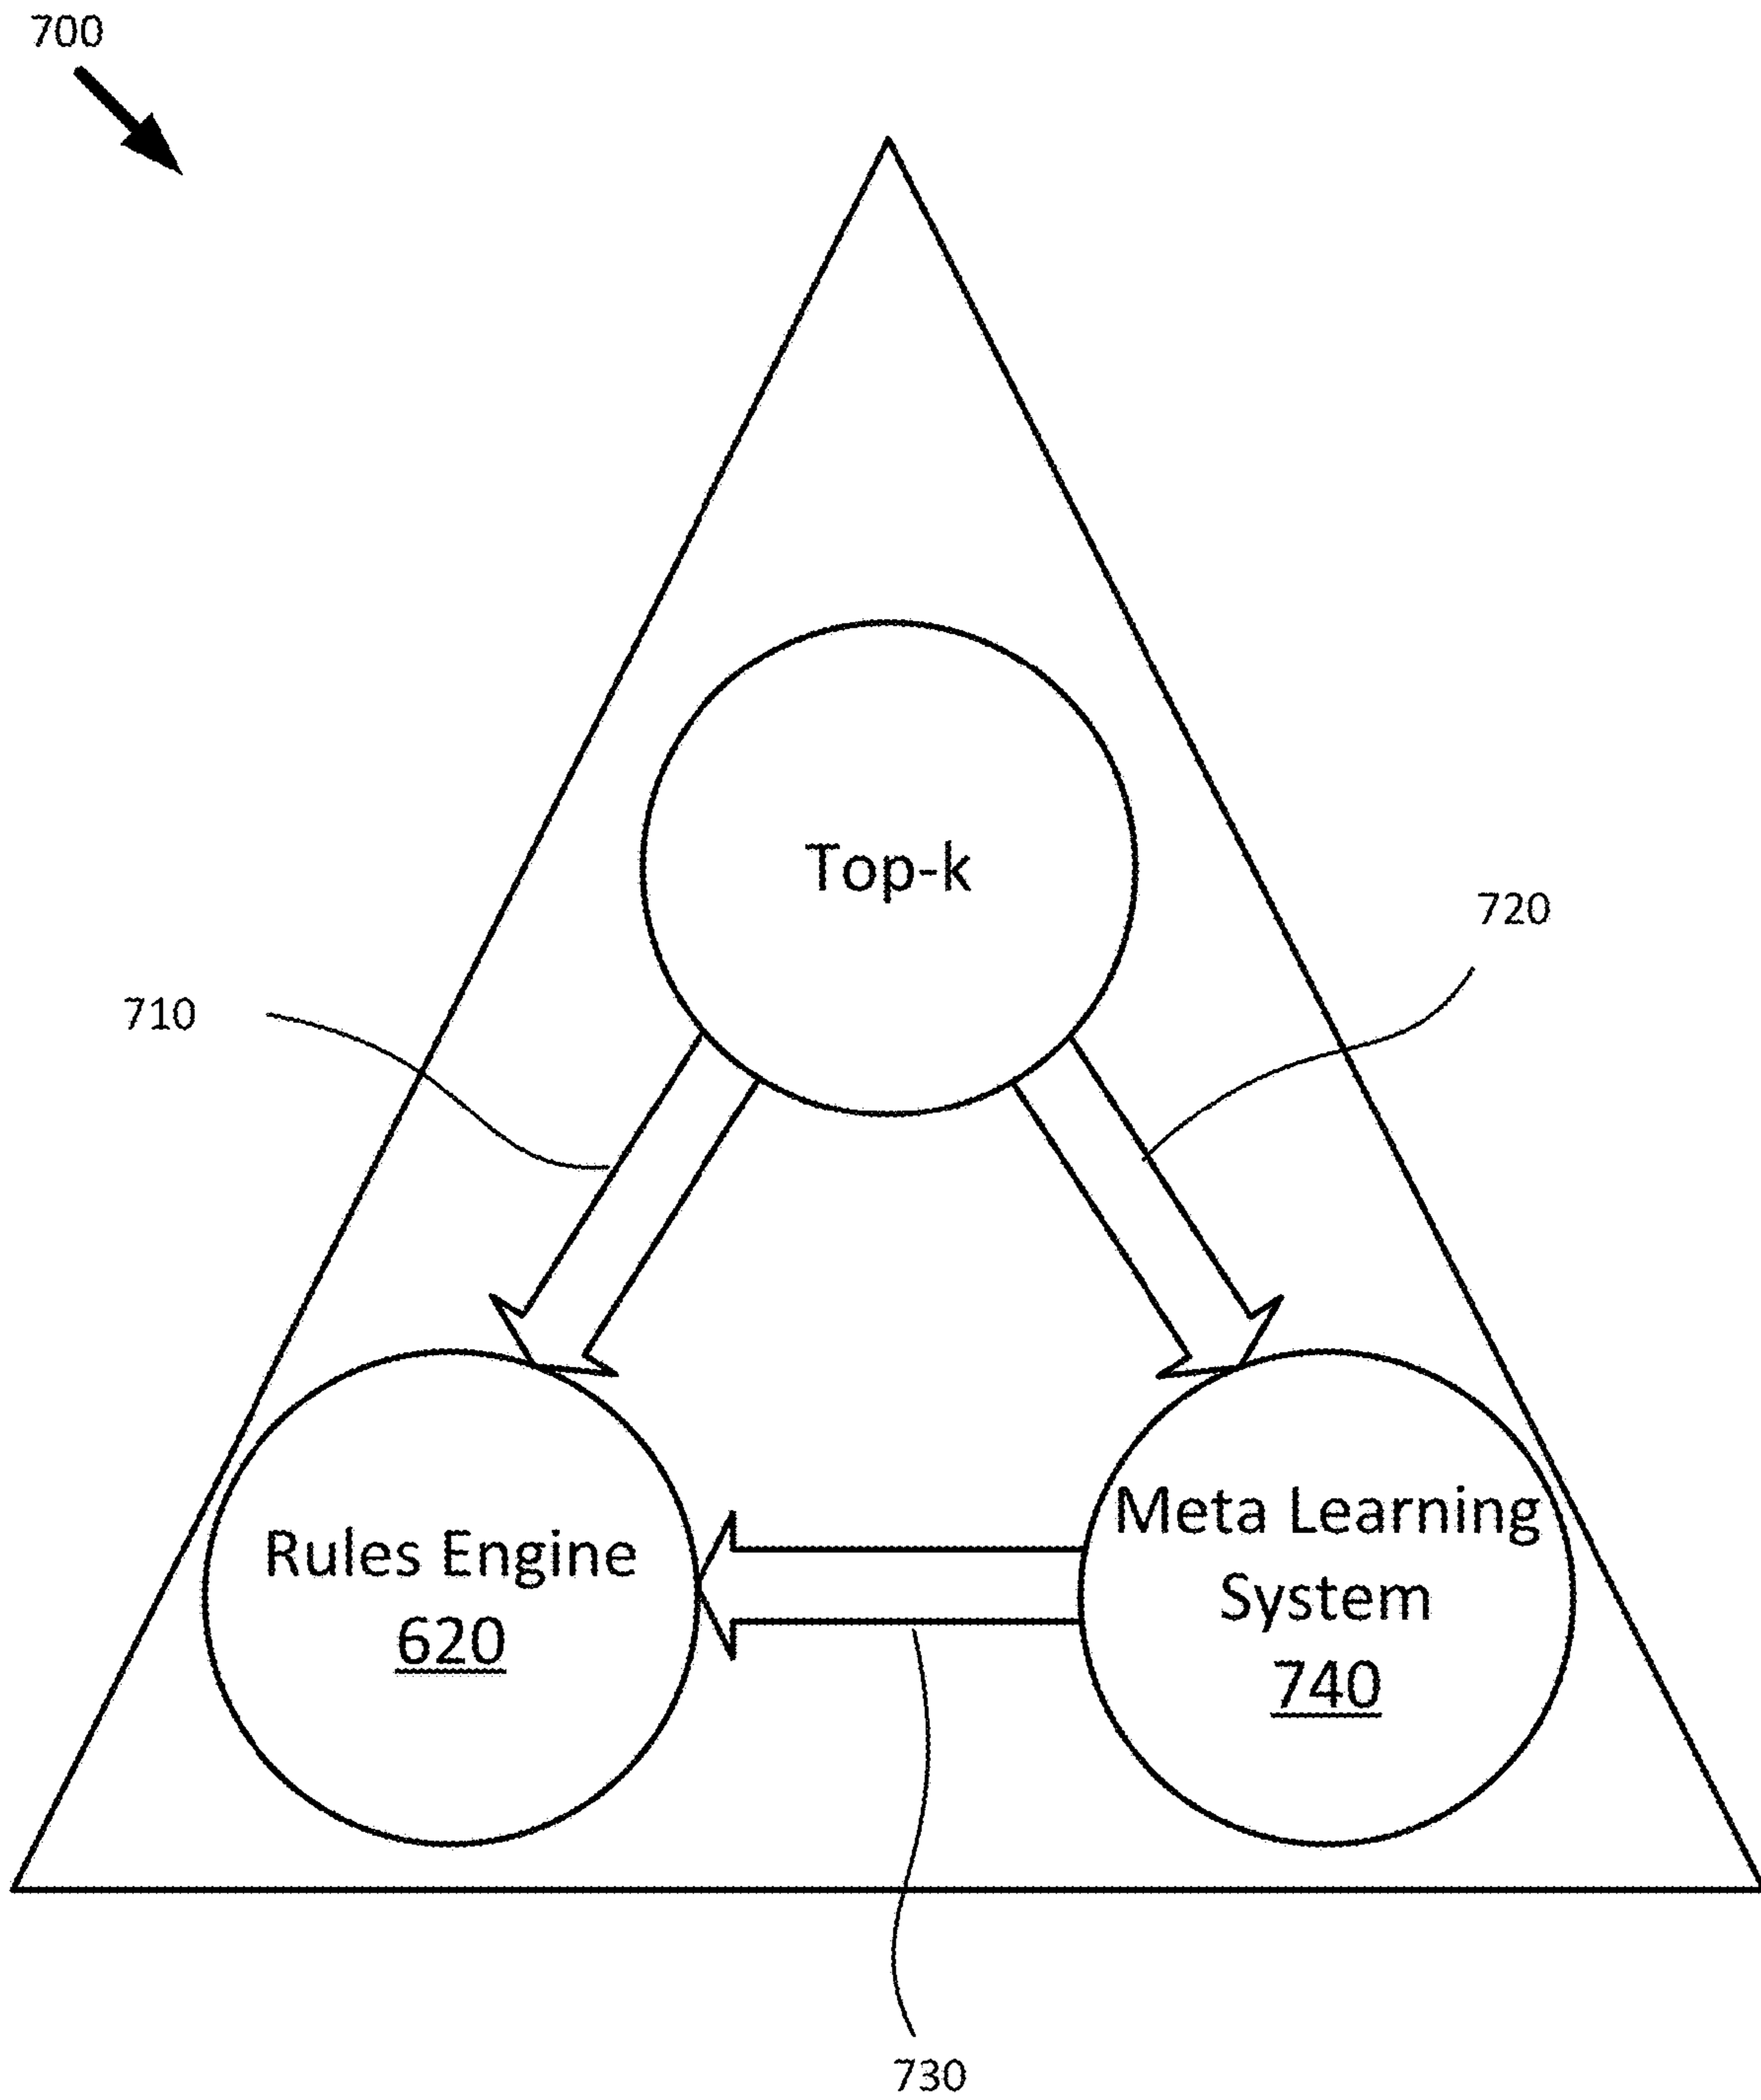 700
Top-k
720
710
Meta Learning
System
740
Rules Engine
620
730